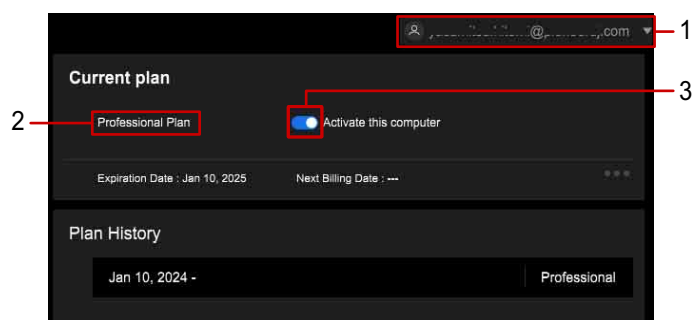 .com 1
Current plan
3
2 Professional Plan Activate this computer
Expiration Date : Jan 10, 2025 Next Billing Date : ---
Plan History
Jan 10, 2024 - Professional